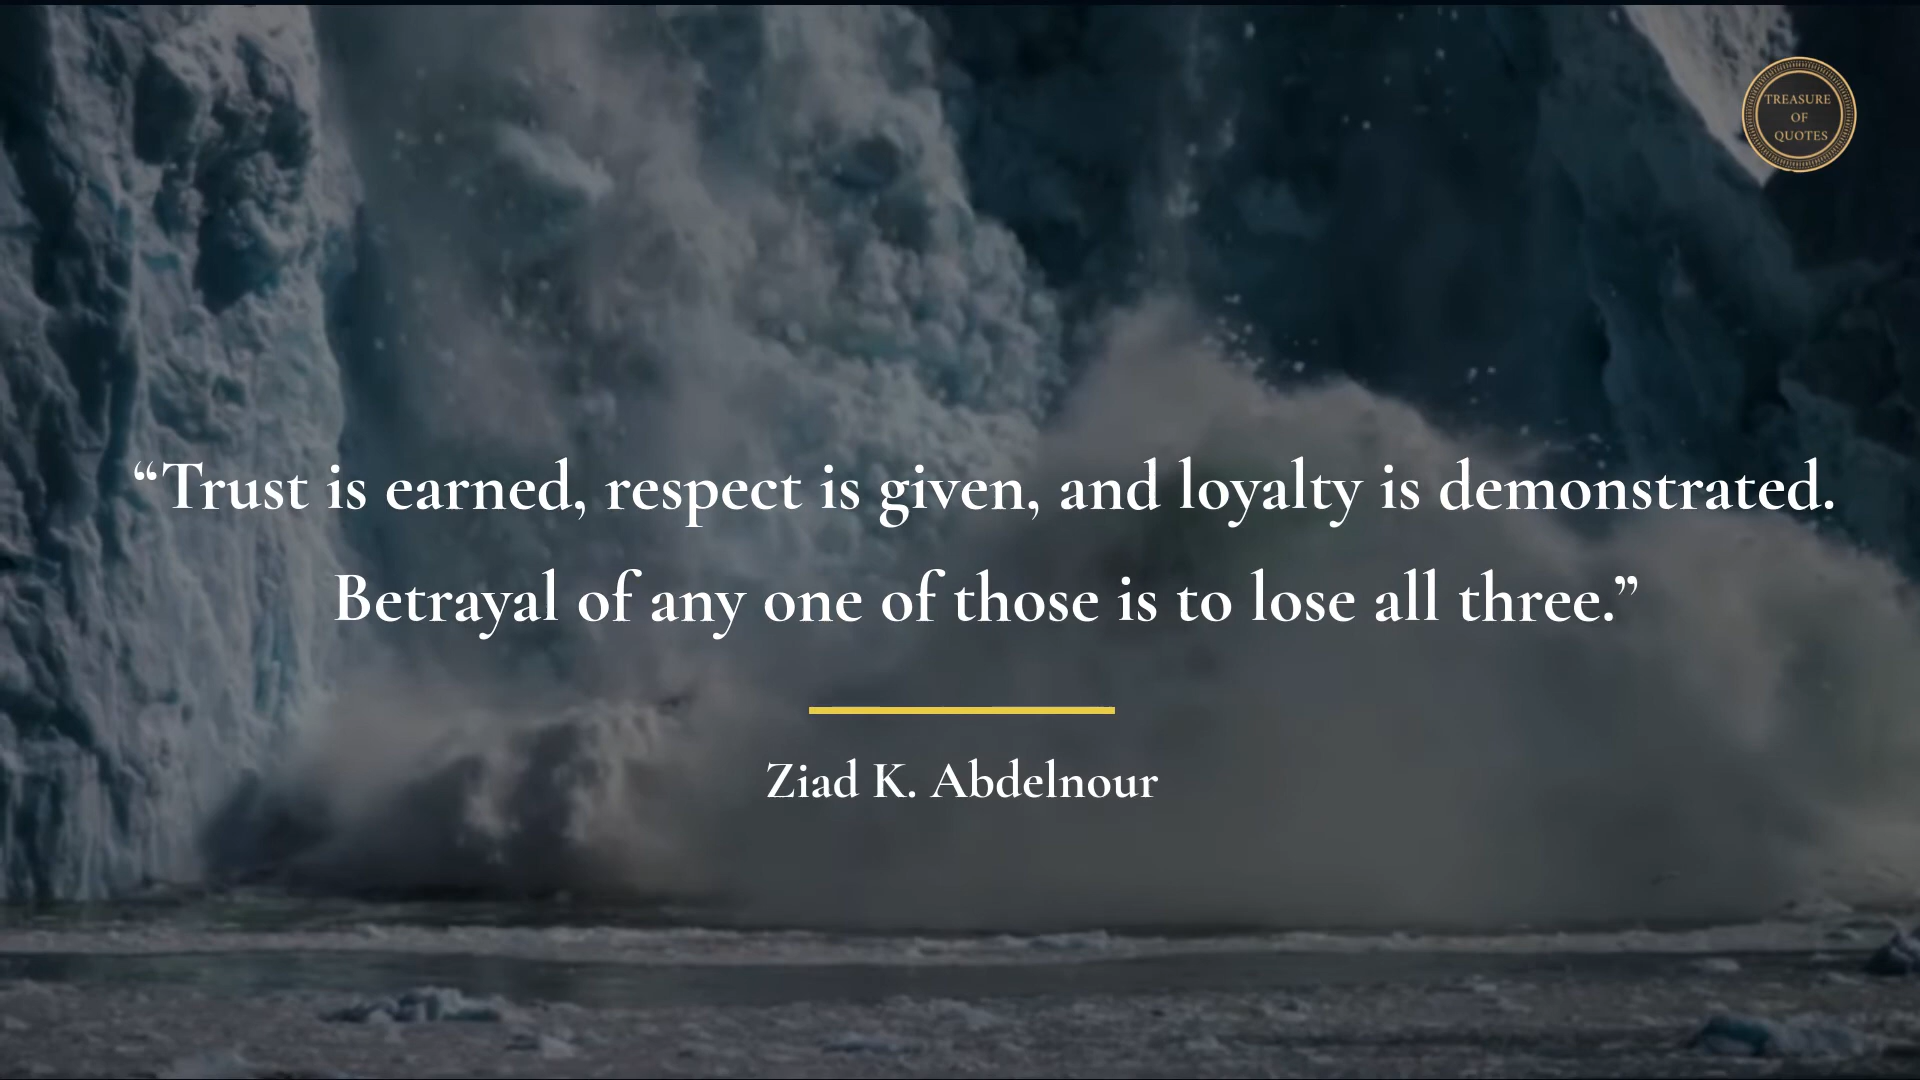 TREASURE
OF
QUOTES
“Trust is earned, respect is given, and loyalty is demonstrated.
Betrayal of any one of those is to lose all three.”
Ziad K. Abdelnour